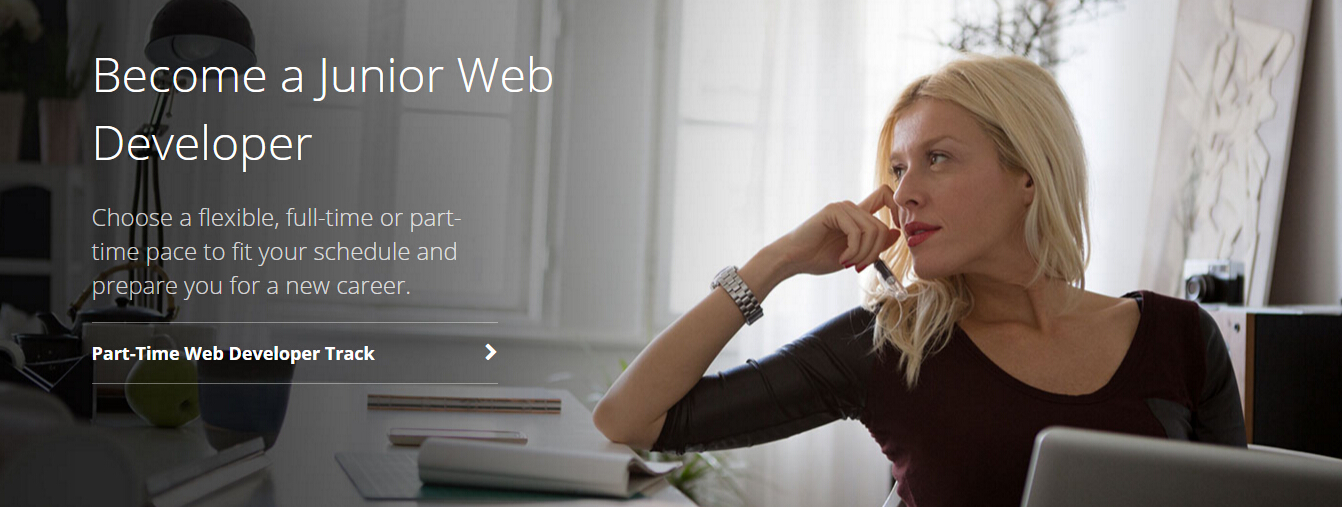 Become a Junior Web
Developer
Choose a flexible, full-time or part-
time pace to fit your schedule and
prepare you for a new career.
Part-Time Web Developer Track